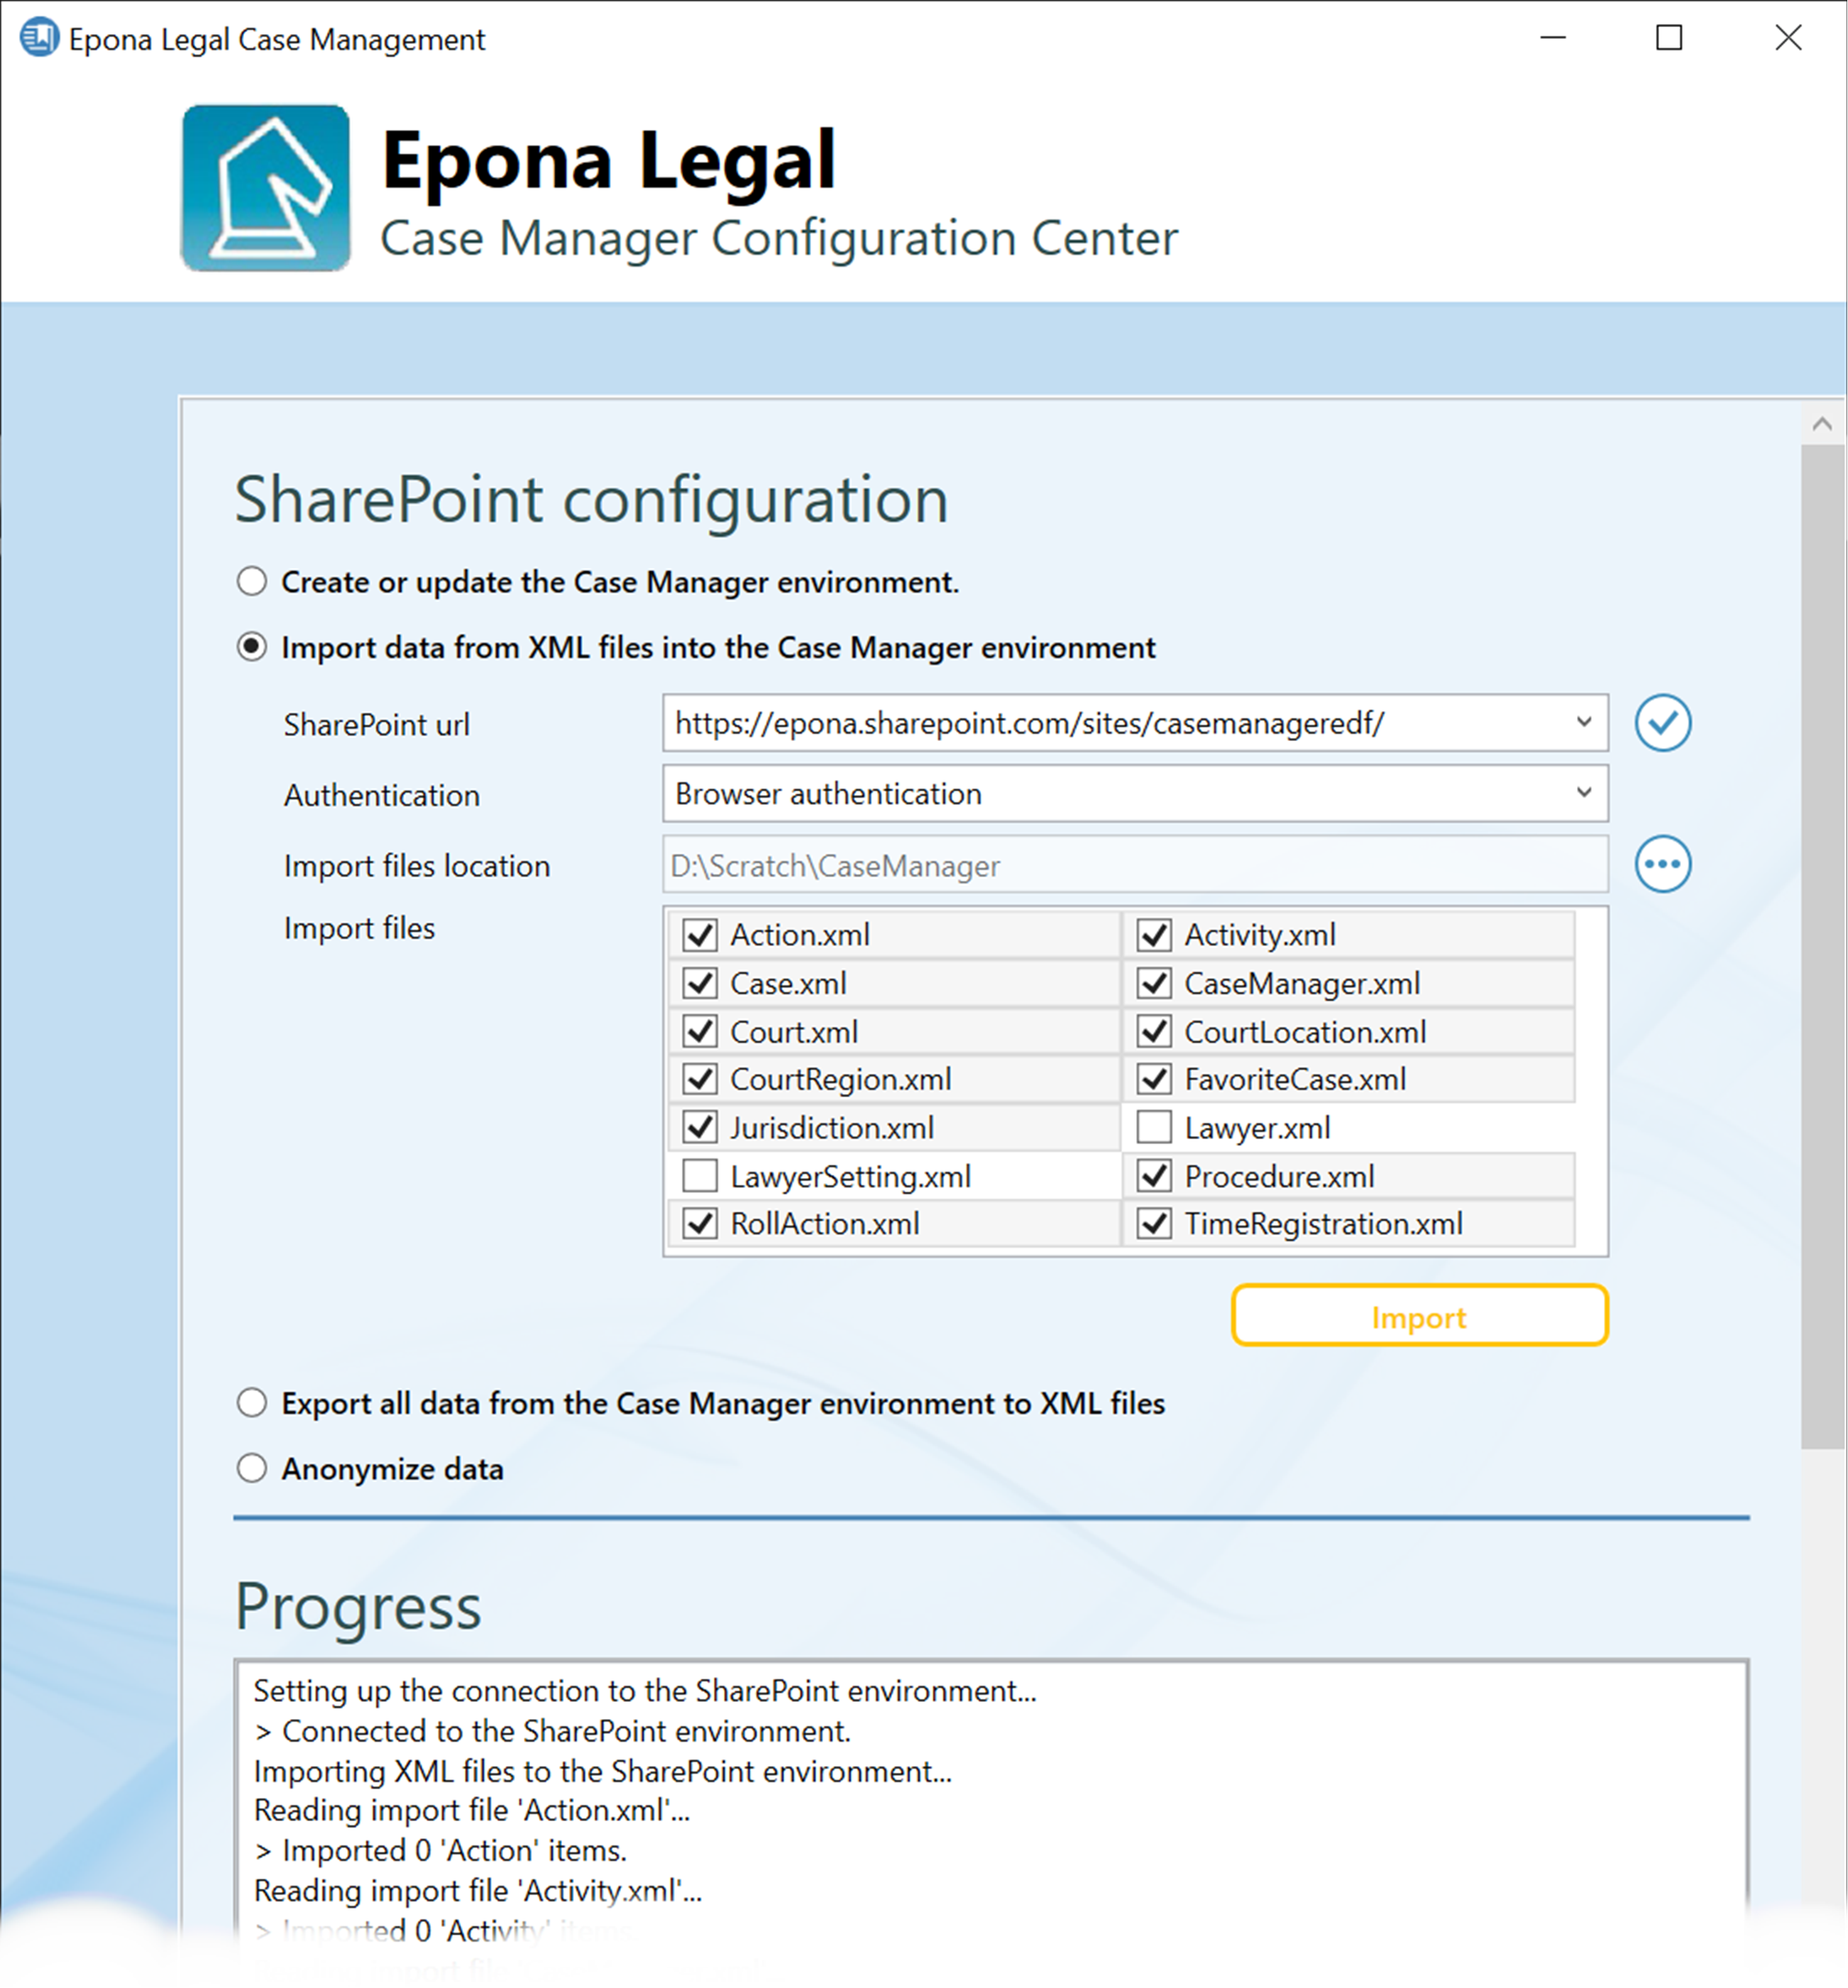 Epona Legal Case Management
Epona Legal
Case Manager Configuration Center
SharePoint configuration
Create or update the Case Manager environment.
Import data from XML files into the Case Manager environment
SharePoint url https://epona.sharepoint.com/sites/casemanageredf/
Authentication Browser authentication
Import files location D:\Scratch\CaseManager
Import files
Action.xml Activity.xml
Case.xml CaseManager.xml
Court.xml CourtLocation.xml
CourtRegion.xml FavoriteCase.xml
Jurisdiction.xml Lawyer.xml
LawyerSetting.xml Procedure.xml
RollAction.xml TimeRegistration.xml
Import
Export all data from the Case Manager environment to XML files
Anonymize data
Progress
Setting up the connection to the SharePoint environment...
> Connected to the SharePoint environment.
Importing XML files to the SharePoint environment...
Reading import file 'Action.xml'...
> Imported 0 'Action' items.
Reading import file 'Activity.xml'...
> Imported 0 'Activity' items.